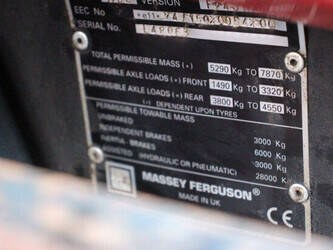 VERSION
EEC No
SERIAL No.
TOTAL PERMISSIBLE MASS (+) 5290 Kg TO 7870 Kg
PERMISSIBLE AXLE LOADS (+) FRONT 1490 Kg TO 3320 Kg
PERMISSIBLE AXLE LOADS (+) REAR 3800 Kg TO 4550 Kg
(+) DEPENDENT UPON TYRES
PERMISSIBLE TOWABLE MASS
UNBRAKED 3000 Kg
INDEPENDENT BRAKES 6000 Kg
INERTIA BRAKES 3000 Kg
ASSISTED (HYDRAULIC OR PNEUMATIC) 28000 K
MASSEY FERGUSON®
MADE IN UK
CE